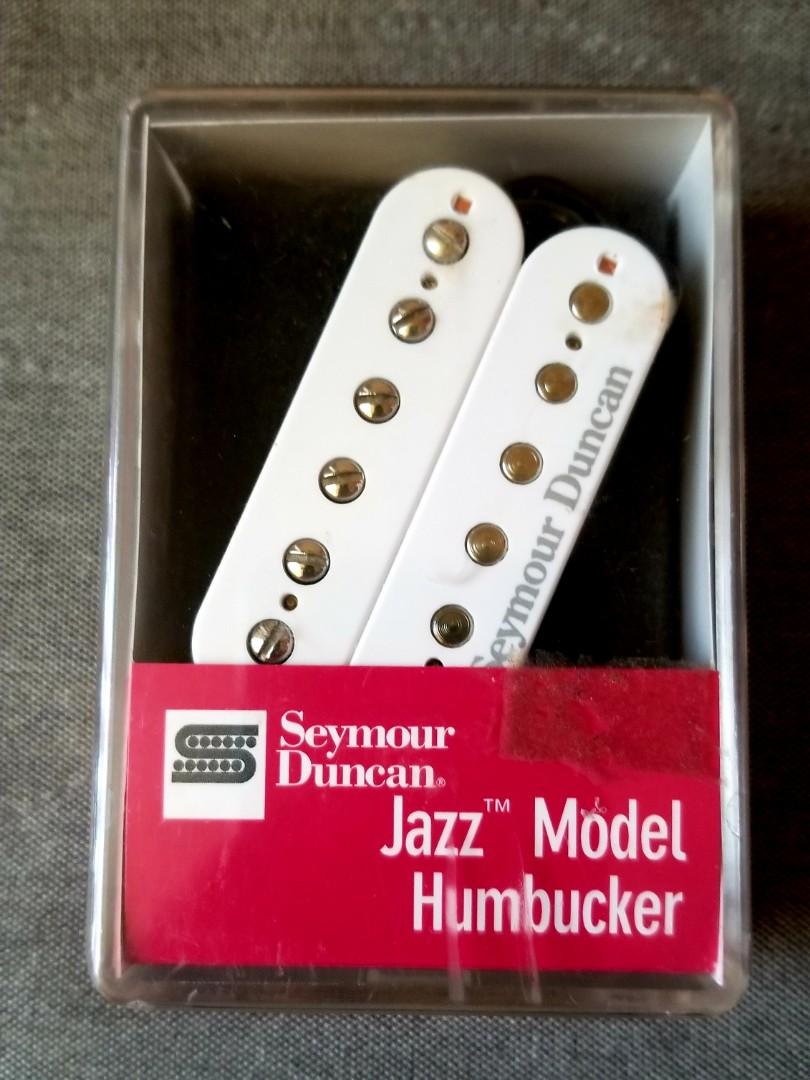 Seymour Duncan
Seymour
Duncan®
Jazz™ Model
Humbucker